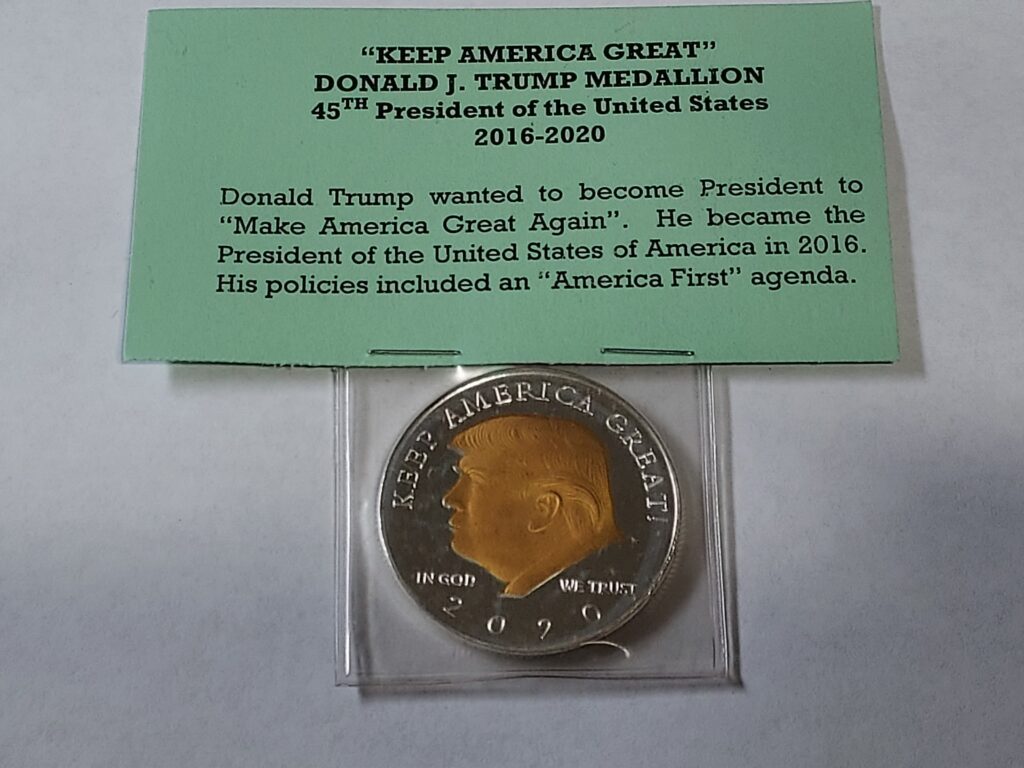 “KEEP AMERICA GREAT”
DONALD J. TRUMP MEDALLION
45TH President of the United States
2016-2020
Donald Trump wanted to become President to
“Make America Great Again”. He became the
President of the United States of America in 2016.
His policies included an “America First” agenda.
KEEP AMERICA GREAT!
IN GOD WE TRUST
2020